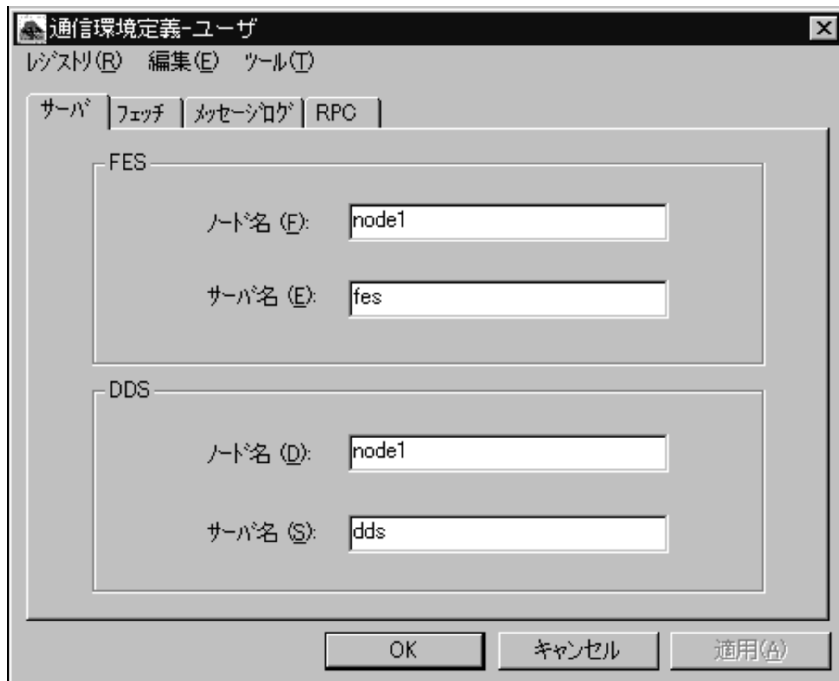 通信環境定義-ユーザ
ﾚｼﾞｽﾄﾘ(R) 編集(E) ﾂｰﾙ(T)
ｻｰﾊﾞ ﾌｪｯﾁ ﾒｯｾｰｼﾞﾛｸﾞ RPC
FES
ﾉｰﾄﾞ名 (F): node1
ｻｰﾊﾞ名 (E): fes
DDS
ﾉｰﾄﾞ名 (D): node1
ｻｰﾊﾞ名 (S): dds
OK キャンセル 適用(A)